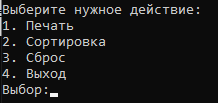 Выберите нужное действие:
1. Печать
2. Сортировка
3. Сброс
4. Выход
Выбор: